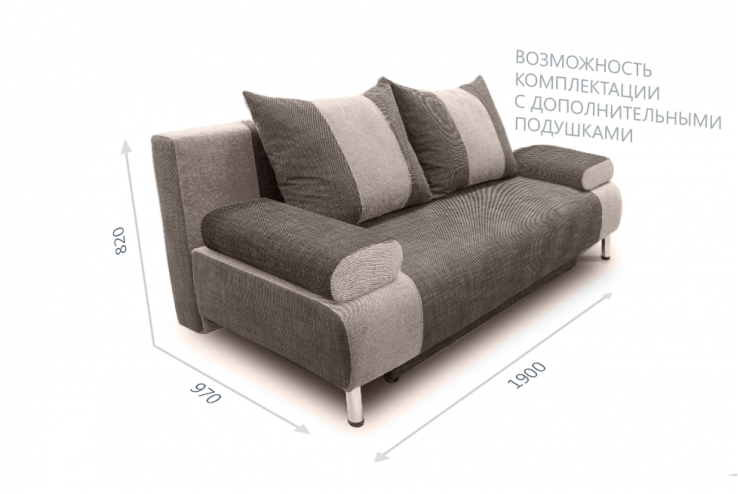 ВОЗМОЖНОСТЬ
КОМПЛЕКТАЦИИ
С ДОПОЛНИТЕЛЬНЫМИ
ПОДУШКАМИ
820
970
1900